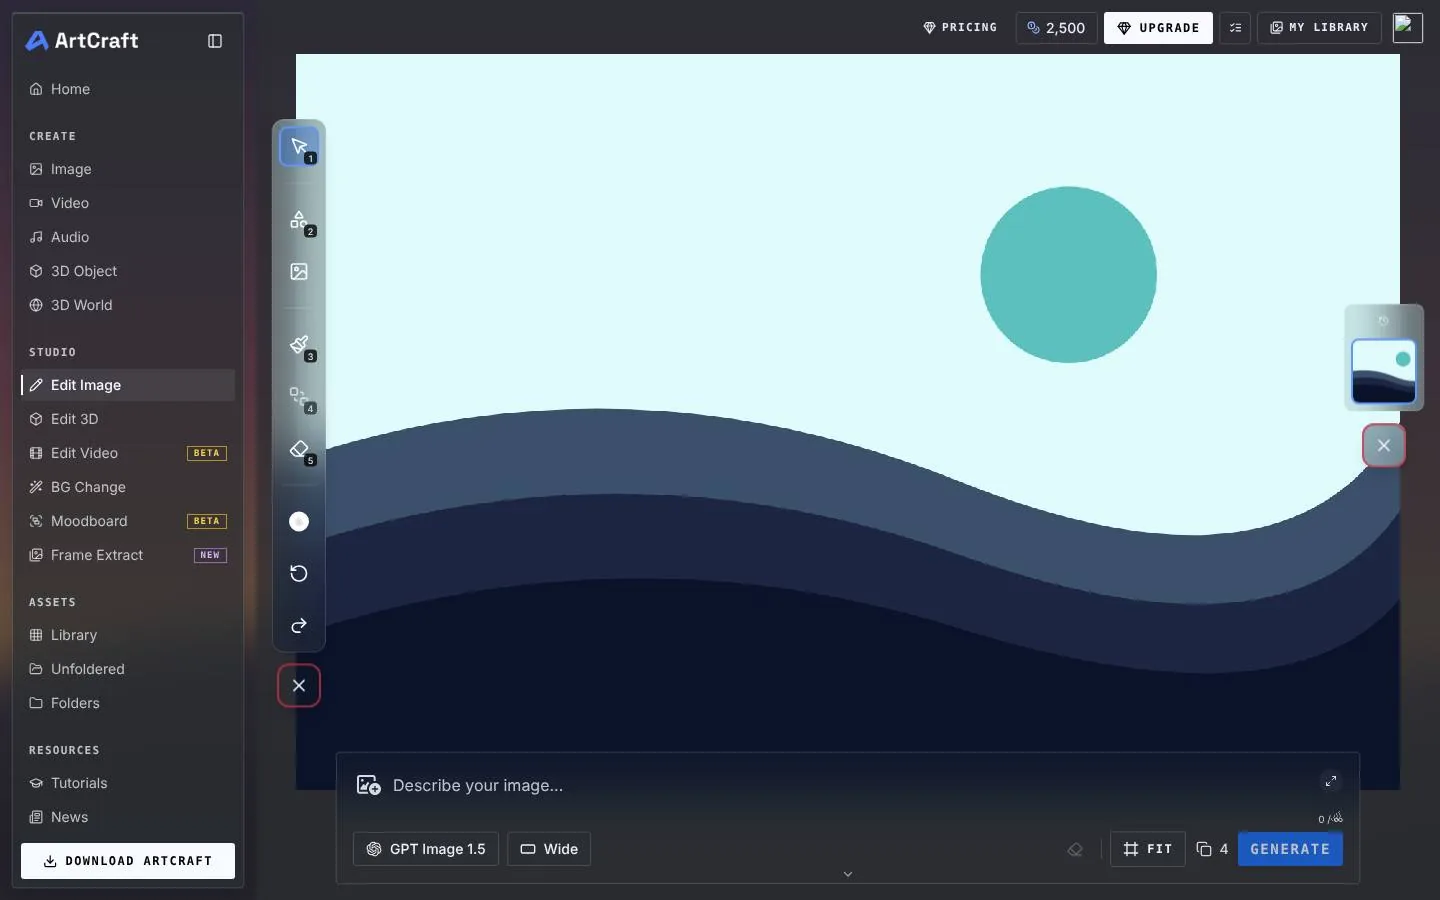 ArtCraft
Home
CREATE
Image
Video
Audio
3D Object
3D World
STUDIO
Edit Image
Edit 3D
Edit Video BETA
BG Change
Moodboard BETA
Frame Extract NEW
ASSETS
Library
Unfoldered
Folders
RESOURCES
Tutorials
News
DOWNLOAD ARTCRAFT
PRICING
2,500
UPGRADE
MY LIBRARY
1
2
3
4
5
Describe your image...
0 /
GPT Image 1.5
Wide
FIT
4
GENERATE